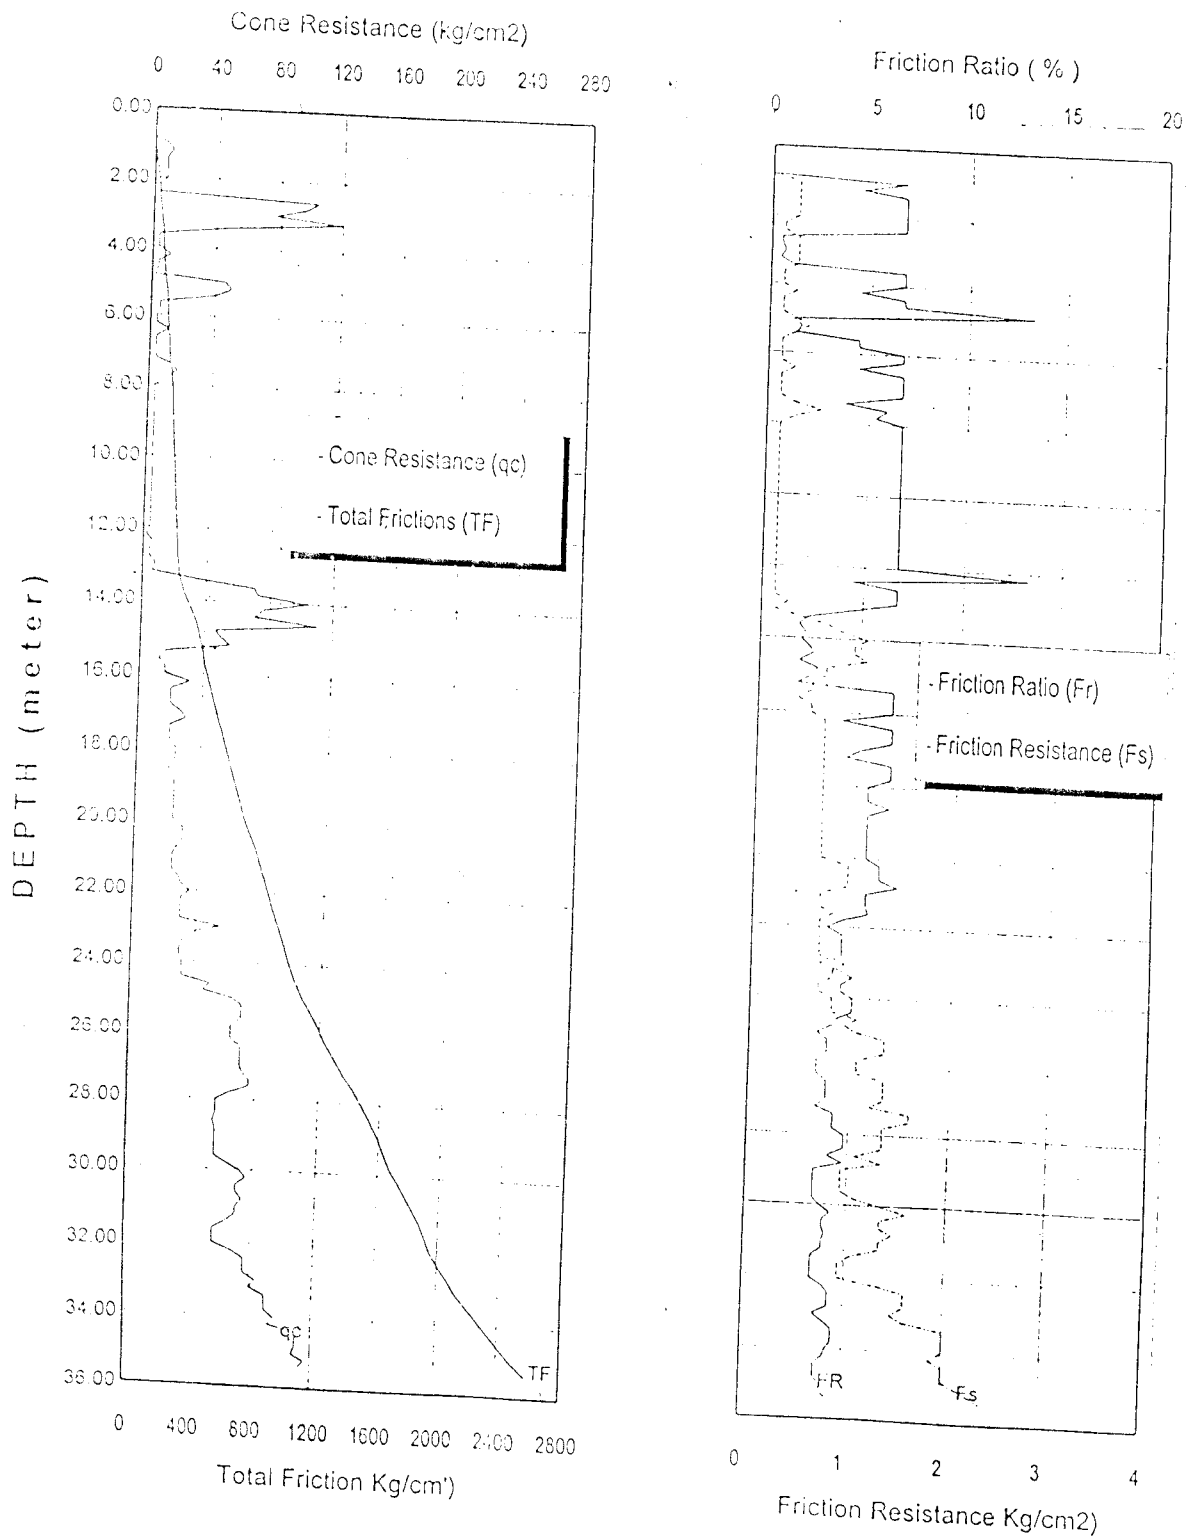 Cone Resistance (kg/cm2)
0 40 80 120 160 200 240 280
0.00
2.00
4.00
6.00
8.00
10.00
12.00
14.00
16.00
18.00
20.00
22.00
24.00
26.00
28.00
30.00
32.00
34.00
36.00
DEPTH (meter)
- Cone Resistance (qc)
- Total Frictions (TF)
qc
TF
0 400 800 1200 1600 2000 2400 2800
Total Friction Kg/cm')
Friction Ratio ( % )
0 5 10 15 20
- Friction Ratio (Fr)
- Friction Resistance (Fs)
FR
Fs
0 1 2 3 4
Friction Resistance Kg/cm2)